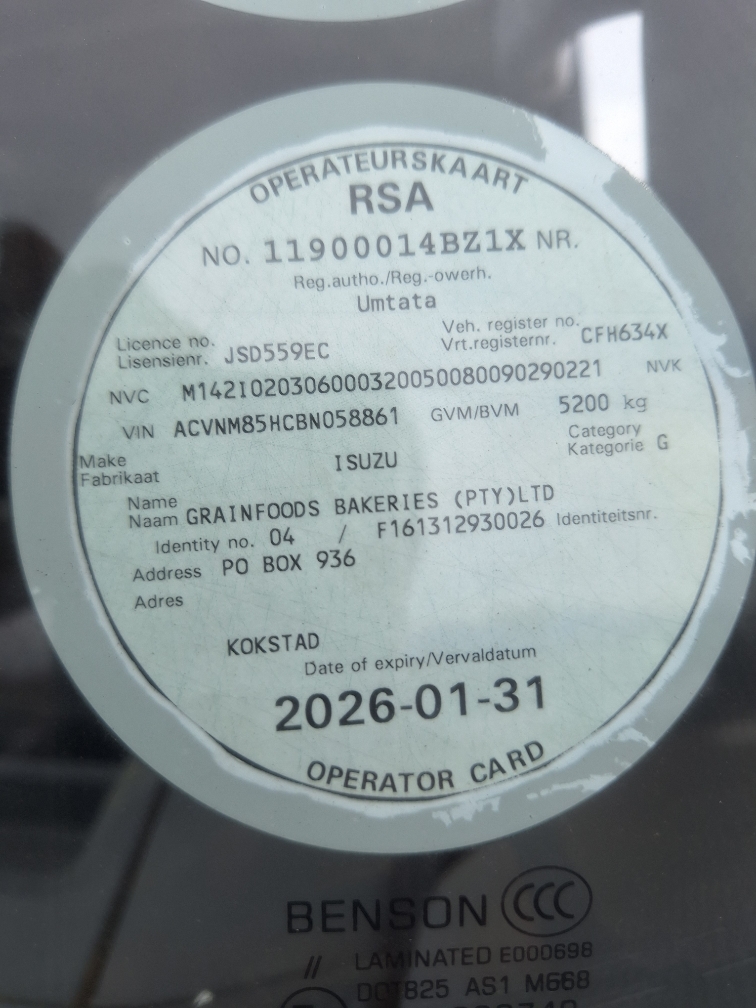 OPERATEURSKAART
RSA
NO. 11900014BZ1X NR.
Reg.autho./Reg.-owerh.
Umtata
Licence no. Veh. register no.
Lisensienr. JSD559EC Vrt.registernr. CFH634X
NVC M142I020306000320050080090290221 NVK
VIN ACVNM85HCBN058861 GVM/BVM 5200 kg
Make ISUZU Category
Fabrikaat Kategorie G
Name
Naam GRAINFOODS BAKERIES (PTY)LTD
Identity no. 04 / F161312930026 Identiteitsnr.
Address PO BOX 936
Adres
KOKSTAD
Date of expiry/Vervaldatum
2026-01-31
OPERATOR CARD
BENSON CCC
// LAMINATED E000698
DOT825 AS1 M668